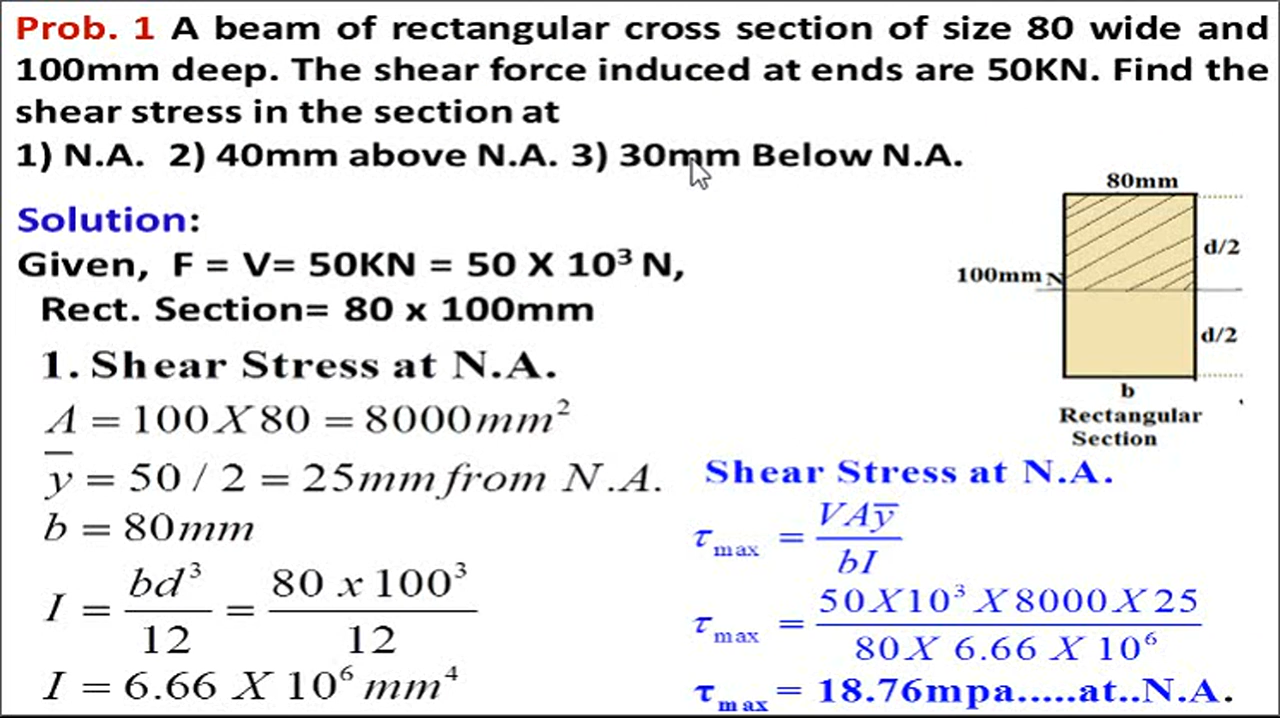 Prob. 1 A beam of rectangular cross section of size 80 wide and
100mm deep. The shear force induced at ends are 50KN. Find the
shear stress in the section at
1) N.A. 2) 40mm above N.A. 3) 30mm Below N.A.
Solution:
Given, F = V= 50KN = 50 X 10³ N,
Rect. Section= 80 x 100mm
1. Shear Stress at N.A.
A = 100 X 80 = 8000mm²
y̅ = 50 / 2 = 25mm from N.A.
b = 80mm
I = bd³/12 = 80 x 100³/12
I = 6.66 X 10⁶ mm⁴
80mm
d/2
100mm N
d/2
b
Rectangular
Section
Shear Stress at N.A.
τ max = VAy̅/bI
τ max = 50X10³ X 8000 X 25/80X 6.66 X 10⁶
τ max = 18.76mpa.....at..N.A.